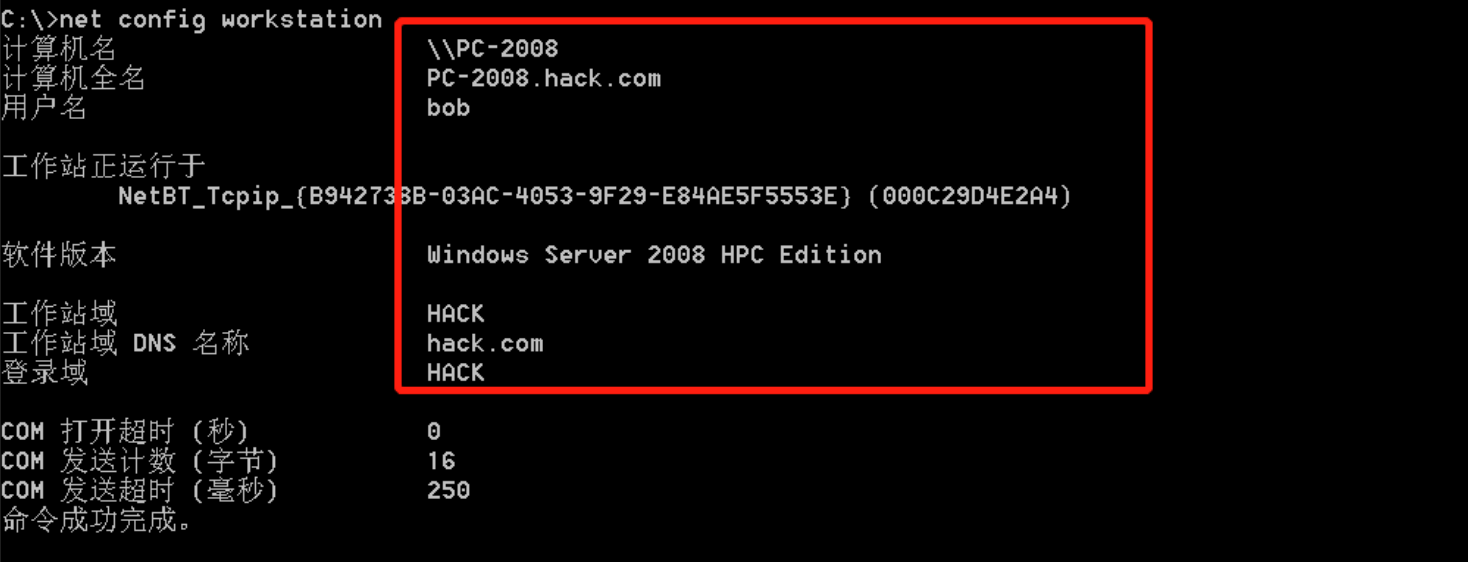 C:\>net config workstation
计算机名 \\PC-2008
计算机全名 PC-2008.hack.com
用户名 bob
工作站正运行于
NetBT_Tcpip_{B942738B-03AC-4053-9F29-E84AE5F5553E} (000C29D4E2A4)
软件版本 Windows Server 2008 HPC Edition
工作站域 HACK
工作站域 DNS 名称 hack.com
登录域 HACK
COM 打开超时 (秒) 0
COM 发送计数 (字节) 16
COM 发送超时 (毫秒) 250
命令成功完成。